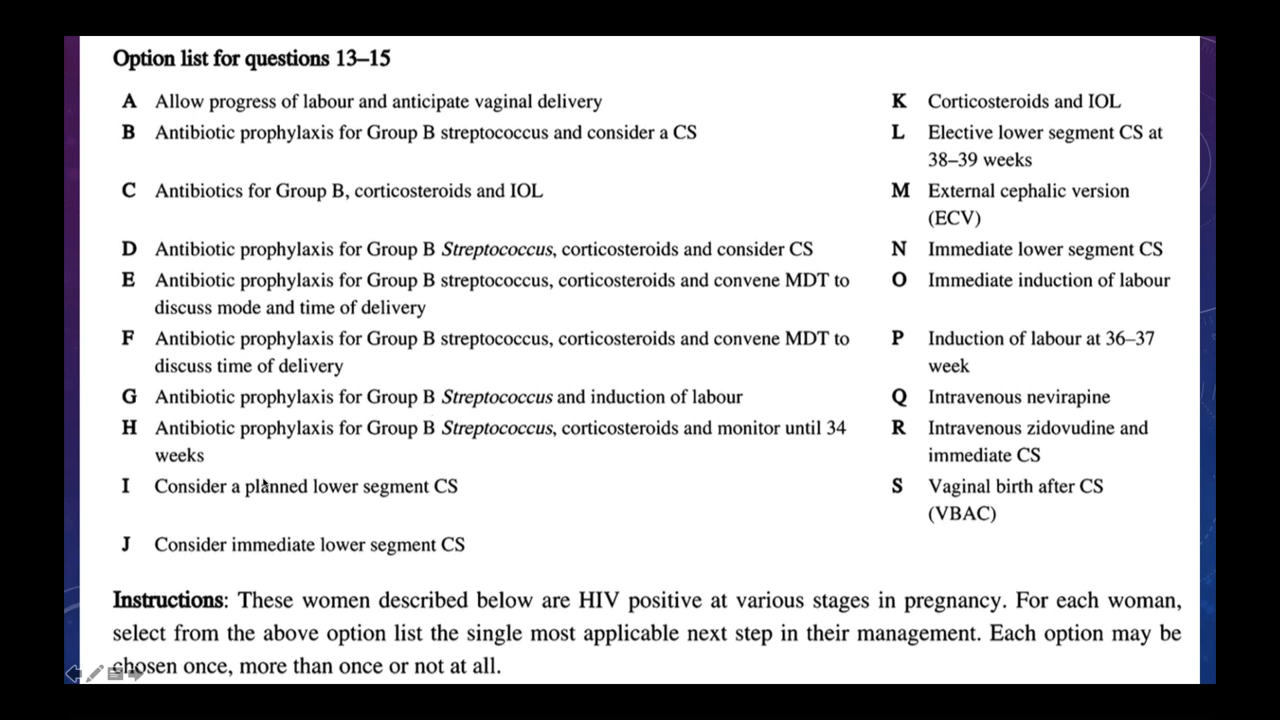 Option list for questions 13–15
A Allow progress of labour and anticipate vaginal delivery
B Antibiotic prophylaxis for Group B streptococcus and consider a CS
C Antibiotics for Group B, corticosteroids and IOL
D Antibiotic prophylaxis for Group B Streptococcus, corticosteroids and consider CS
E Antibiotic prophylaxis for Group B streptococcus, corticosteroids and convene MDT to
discuss mode and time of delivery
F Antibiotic prophylaxis for Group B streptococcus, corticosteroids and convene MDT to
discuss time of delivery
G Antibiotic prophylaxis for Group B Streptococcus and induction of labour
H Antibiotic prophylaxis for Group B Streptococcus, corticosteroids and monitor until 34
weeks
I Consider a planned lower segment CS
J Consider immediate lower segment CS
K Corticosteroids and IOL
L Elective lower segment CS at
38–39 weeks
M External cephalic version
(ECV)
N Immediate lower segment CS
O Immediate induction of labour
P Induction of labour at 36–37
week
Q Intravenous nevirapine
R Intravenous zidovudine and
immediate CS
S Vaginal birth after CS
(VBAC)
Instructions: These women described below are HIV positive at various stages in pregnancy. For each woman,
select from the above option list the single most applicable next step in their management. Each option may be
chosen once, more than once or not at all.